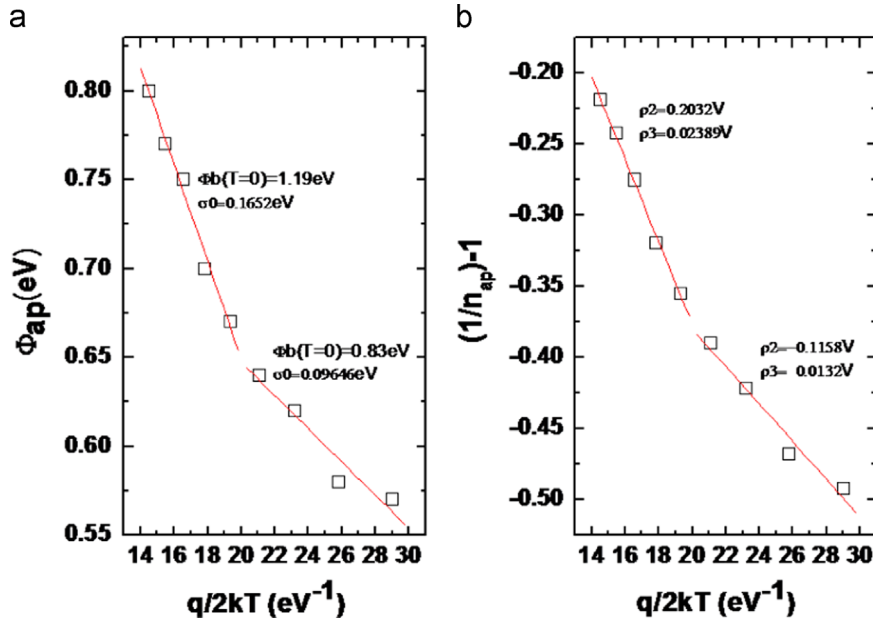 a
0.80
0.75
0.70
0.65
0.60
0.55
Φap(eV)
Φb(T=0)=1.19eV
σ0=0.1652eV
Φb(T=0)=0.83eV
σ0=0.09646eV
14 16 18 20 22 24 26 28 30
q/2kT (eV⁻¹)
b
-0.20
-0.25
-0.30
-0.35
-0.40
-0.45
-0.50
(1/nap)-1
ρ2=0.2032V
ρ3=0.02389V
ρ2=-0.1158V
ρ3= 0.0132V
14 16 18 20 22 24 26 28 30
q/2kT (eV⁻¹)